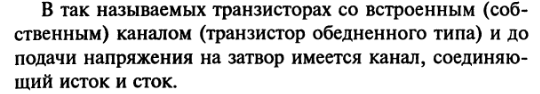 В так называемых транзисторах со встроенным (соб-
ственным) каналом (транзистор обедненного типа) и до
подачи напряжения на затвор имеется канал, соединяю-
щий исток и сток.